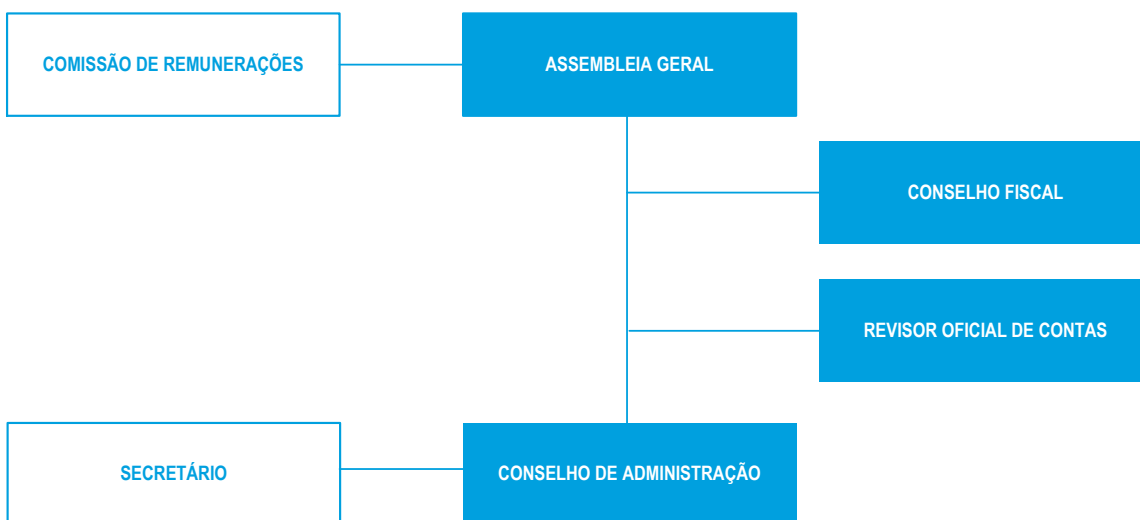 COMISSÃO DE REMUNERAÇÕES
ASSEMBLEIA GERAL
CONSELHO FISCAL
REVISOR OFICIAL DE CONTAS
SECRETÁRIO
CONSELHO DE ADMINISTRAÇÃO